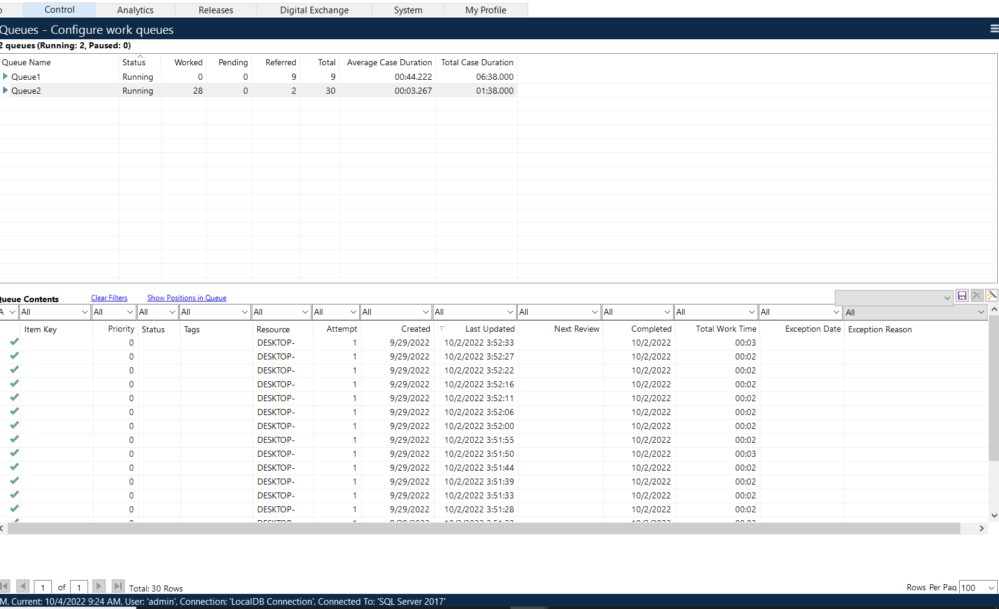 Control Analytics Releases Digital Exchange System My Profile
Queues - Configure work queues
2 queues (Running: 2, Paused: 0)
Queue Name Status Worked Pending Referred Total Average Case Duration Total Case Duration
Queue1 Running 0 0 9 9 00:44.222 06:38.000
Queue2 Running 28 0 2 30 00:03.267 01:38.000
Queue Contents Clear Filters Show Positions in Queue
A All All All All All All All All All All All All All
Item Key Priority Status Tags Resource Attempt Created Last Updated Next Review Completed Total Work Time Exception Date Exception Reason
0 DESKTOP- 1 9/29/2022 10/2/2022 3:52:33 10/2/2022 00:03
0 DESKTOP- 1 9/29/2022 10/2/2022 3:52:27 10/2/2022 00:02
0 DESKTOP- 1 9/29/2022 10/2/2022 3:52:22 10/2/2022 00:02
0 DESKTOP- 1 9/29/2022 10/2/2022 3:52:16 10/2/2022 00:02
0 DESKTOP- 1 9/29/2022 10/2/2022 3:52:11 10/2/2022 00:02
0 DESKTOP- 1 9/29/2022 10/2/2022 3:52:06 10/2/2022 00:02
0 DESKTOP- 1 9/29/2022 10/2/2022 3:52:00 10/2/2022 00:02
0 DESKTOP- 1 9/29/2022 10/2/2022 3:51:55 10/2/2022 00:02
0 DESKTOP- 1 9/29/2022 10/2/2022 3:51:50 10/2/2022 00:03
0 DESKTOP- 1 9/29/2022 10/2/2022 3:51:44 10/2/2022 00:02
0 DESKTOP- 1 9/29/2022 10/2/2022 3:51:39 10/2/2022 00:02
0 DESKTOP- 1 9/29/2022 10/2/2022 3:51:33 10/2/2022 00:02
0 DESKTOP- 1 9/29/2022 10/2/2022 3:51:28 10/2/2022 00:02
1 of 1 Total: 30 Rows Rows Per Pag 100
M, Current: 10/4/2022 9:24 AM, User: 'admin', Connection: 'LocalDB Connection', Connected To: 'SQL Server 2017'